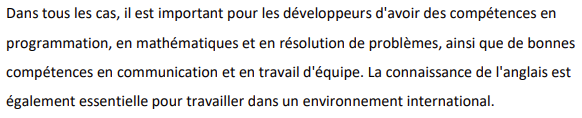 Dans tous les cas, il est important pour les développeurs d'avoir des compétences en
programmation, en mathématiques et en résolution de problèmes, ainsi que de bonnes
compétences en communication et en travail d'équipe. La connaissance de l'anglais est
également essentielle pour travailler dans un environnement international.